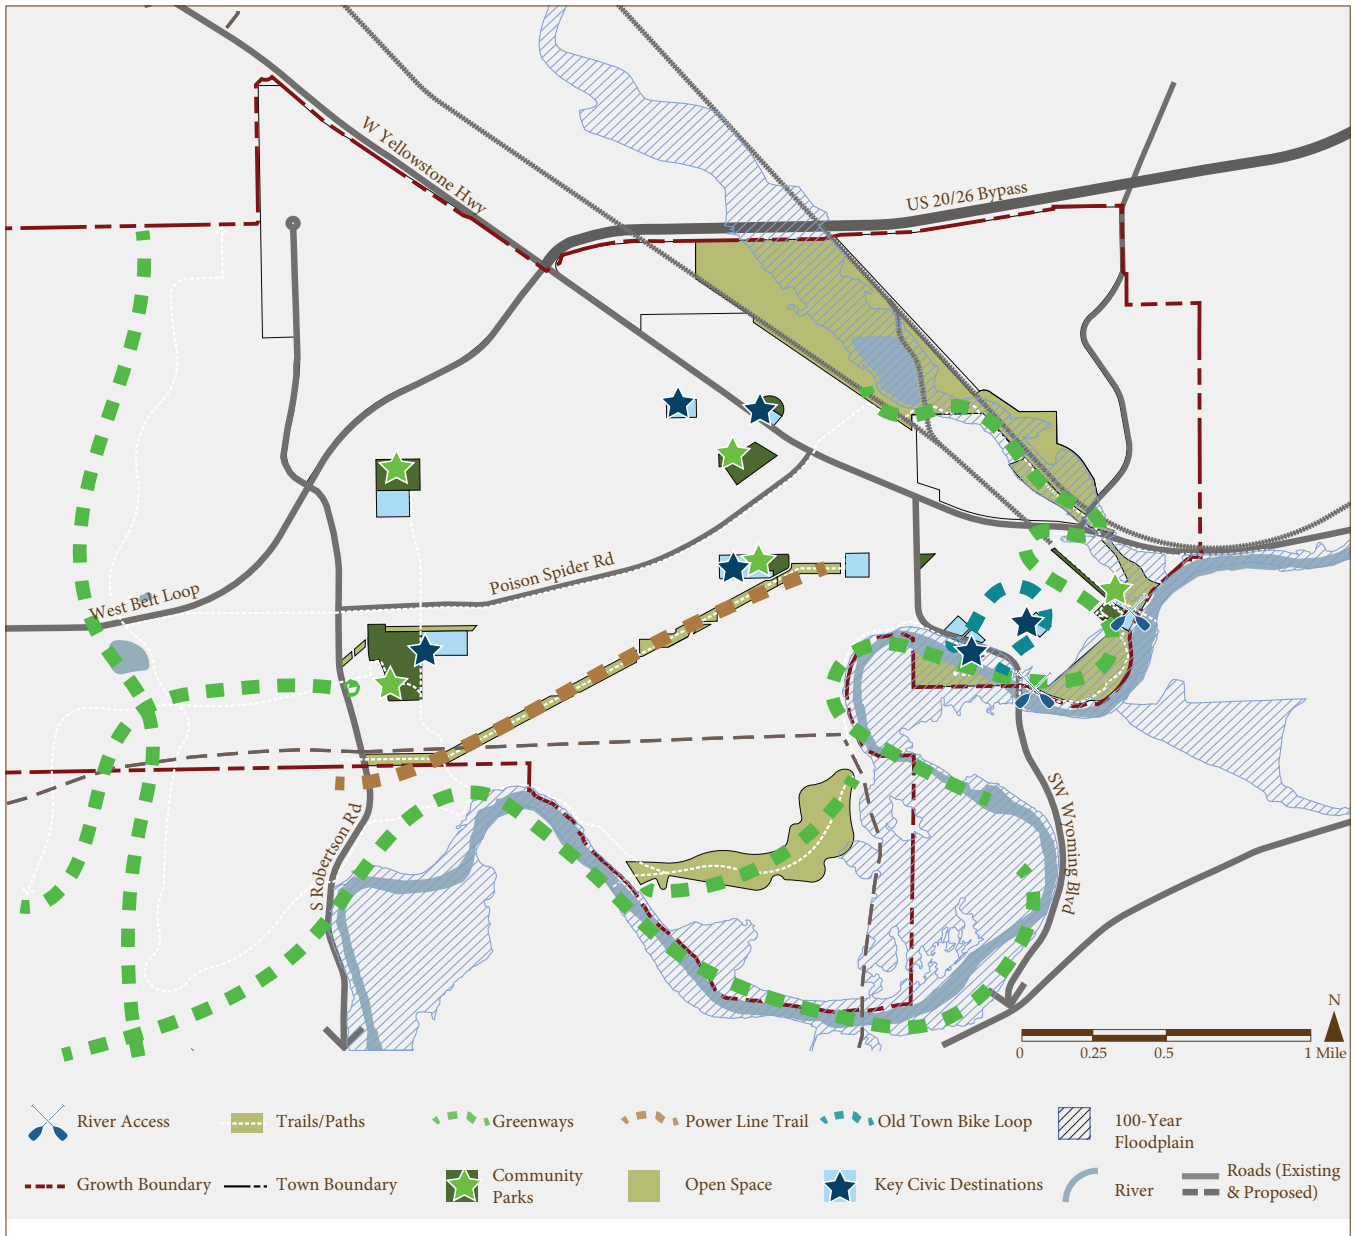 W Yellowstone Hwy
US 20/26 Bypass
Poison Spider Rd
West Belt Loop
S Robertson Rd
SW Wyoming Blvd
N
0 0.25 0.5 1 Mile
River Access
Trails/Paths
Greenways
Power Line Trail
Old Town Bike Loop
100-Year
Floodplain
Growth Boundary
Town Boundary
Community
Parks
Open Space
Key Civic Destinations
River
Roads (Existing
& Proposed)